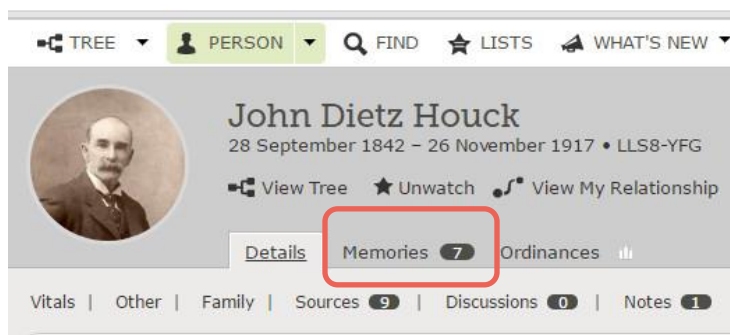 TREE PERSON FIND LISTS WHAT'S NEW
John Dietz Houck
28 September 1842 – 26 November 1917 • LLS8-YFG
View Tree Unwatch View My Relationship
Details Memories 7 Ordinances
Vitals | Other | Family | Sources 9 | Discussions 0 | Notes 1